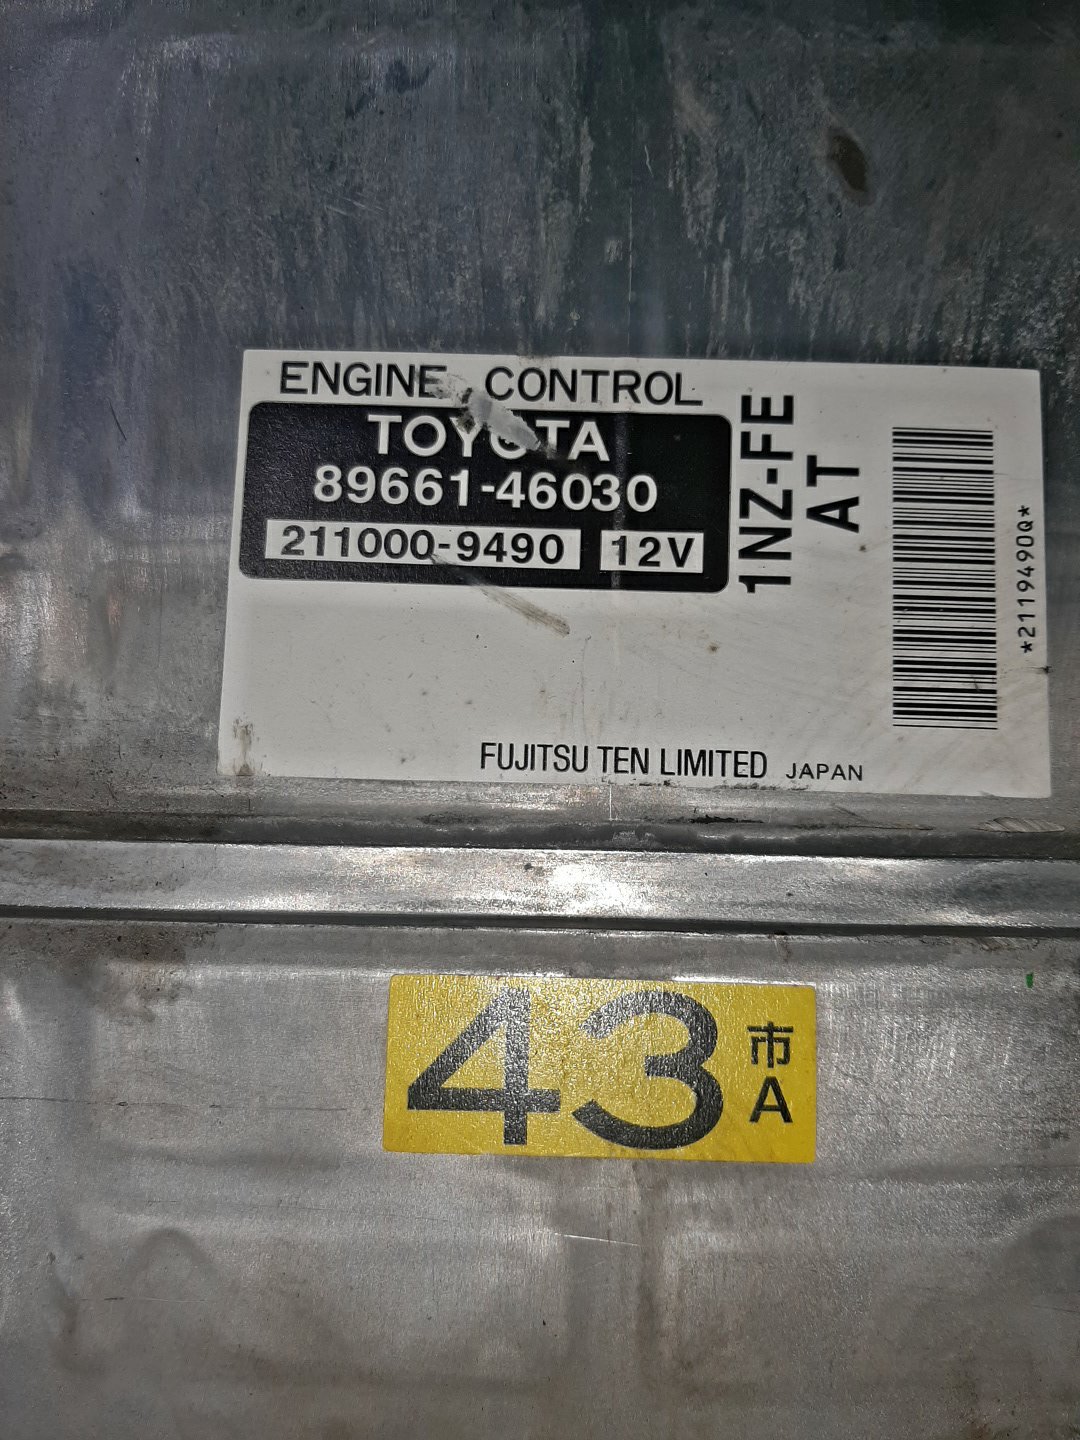 ENGINE CONTROL
TOYOTA
89661-46030
211000-9490 12V
1NZ-FE
AT
*2119490Q*
FUJITSU TEN LIMITED JAPAN
43
市
A